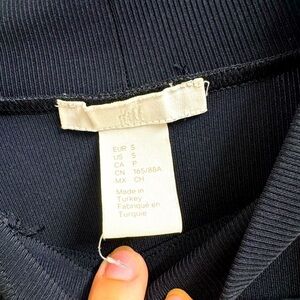 H&M
EUR S
US S
CA P
CN 165/88A
MX CH
Made in
Turkey
Fabriqué en
Turquie